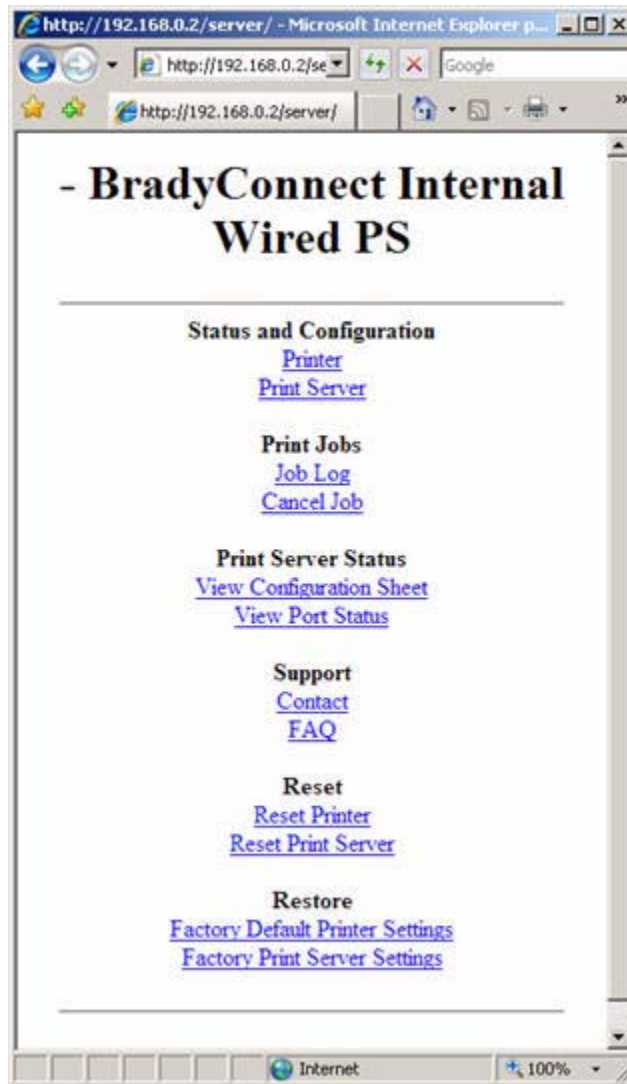 http://192.168.0.2/server/ - Microsoft Internet Explorer p...
http://192.168.0.2/se
Google
http://192.168.0.2/server/
»
- BradyConnect Internal
Wired PS
Status and Configuration
Printer
Print Server
Print Jobs
Job Log
Cancel Job
Print Server Status
View Configuration Sheet
View Port Status
Support
Contact
FAQ
Reset
Reset Printer
Reset Print Server
Restore
Factory Default Printer Settings
Factory Print Server Settings
Internet
100%